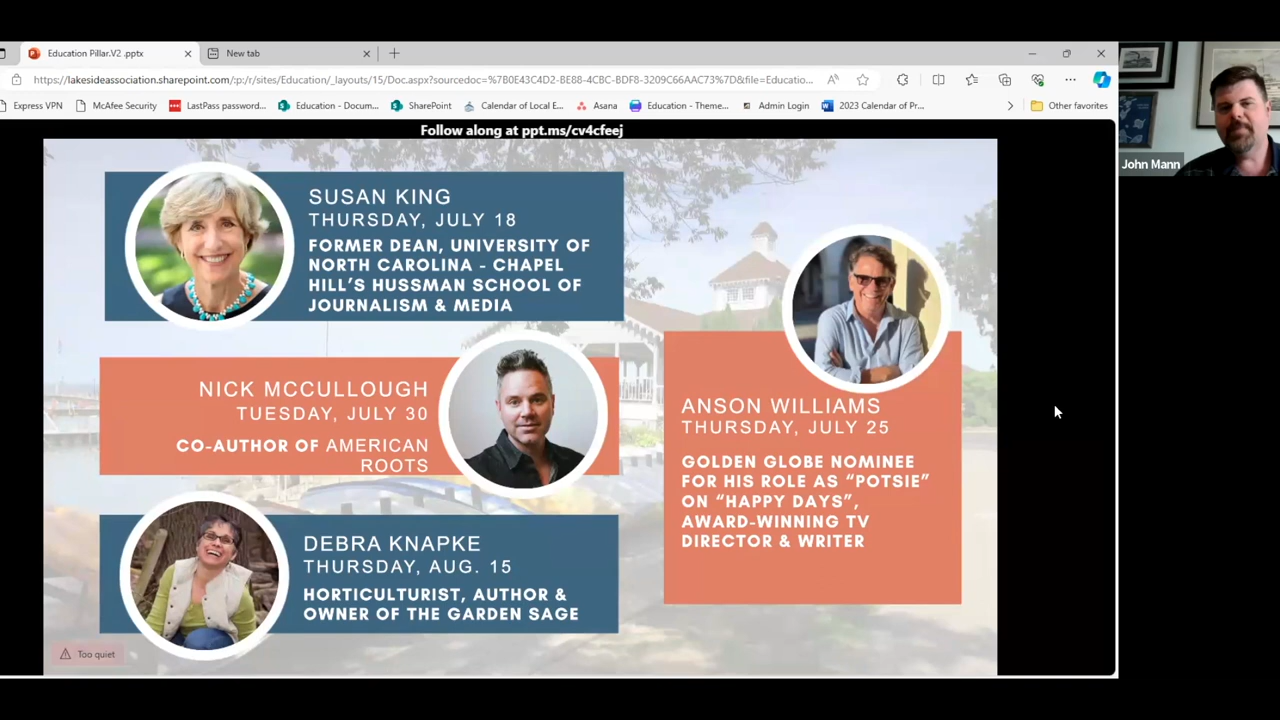 Education Pillar.V2 .pptx
New tab
https://lakesideassociation.sharepoint.com/:p:/r/sites/Education/_layouts/15/Doc.aspx?sourcedoc=%7B0E43C4D2-BE88-4CBC-BDF8-3209C66AAC73%7D&file=Educatio...
Express VPN
McAfee Security
LastPass password...
Education - Docum...
SharePoint
Calendar of Local E...
Asana
Education - Theme...
Admin Login
2023 Calendar of Pr...
Other favorites
Follow along at ppt.ms/cv4cfeej
John Mann
SUSAN KING
THURSDAY, JULY 18
FORMER DEAN, UNIVERSITY OF
NORTH CAROLINA - CHAPEL
HILL'S HUSSMAN SCHOOL OF
JOURNALISM & MEDIA
NICK MCCULLOUGH
TUESDAY, JULY 30
CO-AUTHOR OF AMERICAN
ROOTS
DEBRA KNAPKE
THURSDAY, AUG. 15
HORTICULTURIST, AUTHOR &
OWNER OF THE GARDEN SAGE
ANSON WILLIAMS
THURSDAY, JULY 25
GOLDEN GLOBE NOMINEE
FOR HIS ROLE AS “POTSIE”
ON “HAPPY DAYS”,
AWARD-WINNING TV
DIRECTOR & WRITER
Too quiet